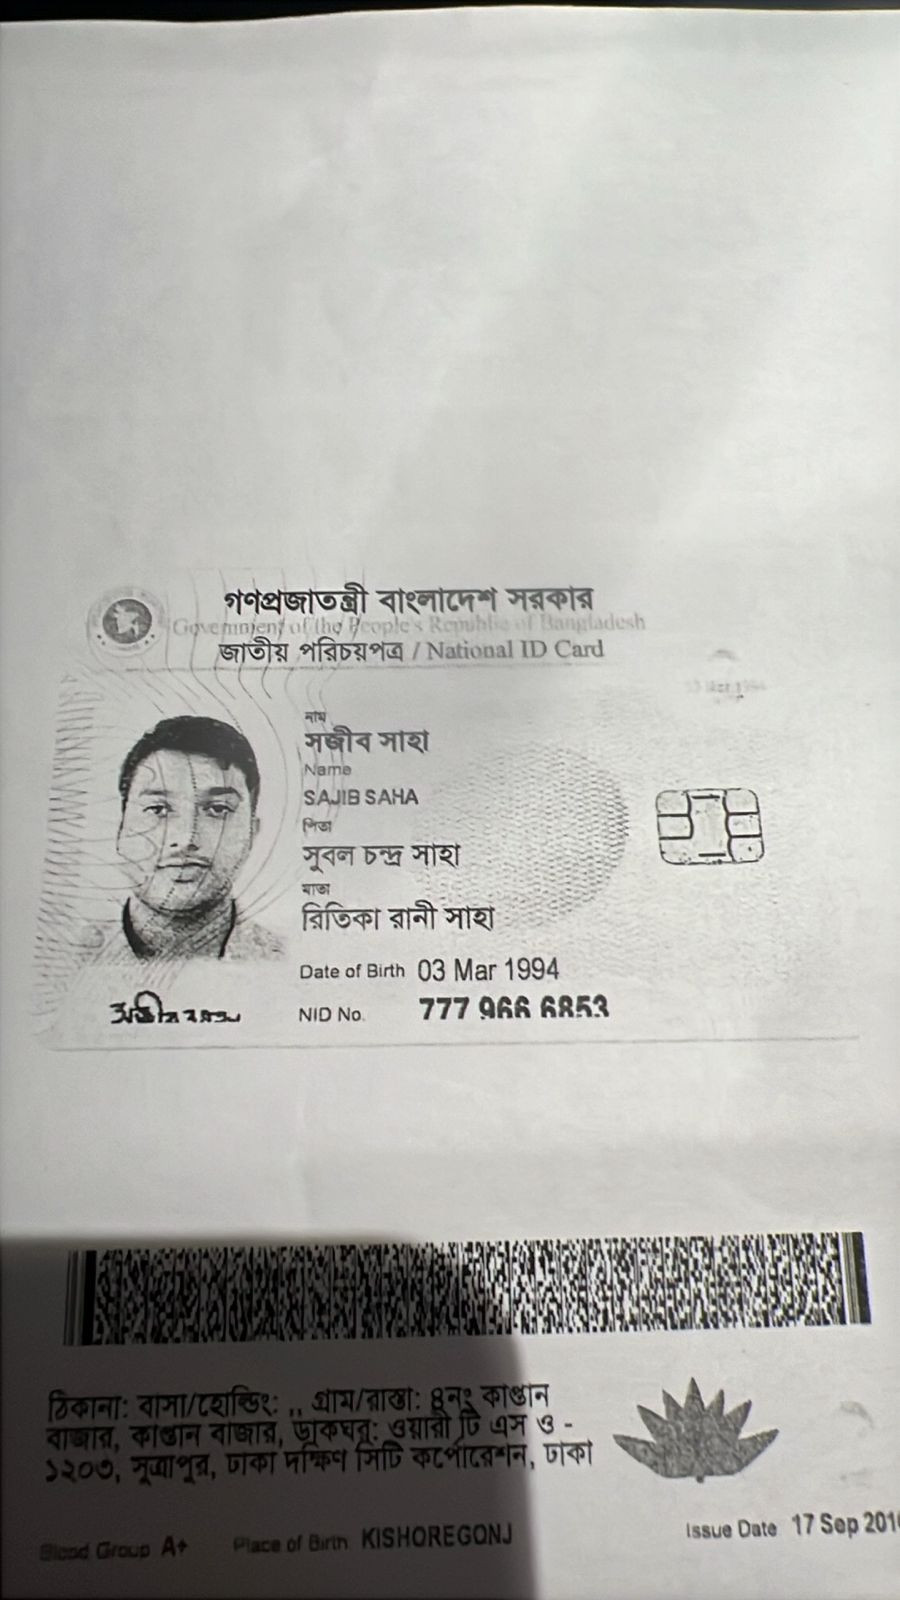 গণপ্রজাতন্ত্রী বাংলাদেশ সরকার
Government of the People's Republic of Bangladesh
জাতীয় পরিচয়পত্র / National ID Card
নাম
সজীব সাহা
Name
SAJIB SAHA
পিতা
সুবল চন্দ্র সাহা
মাতা
রিতিকা রানী সাহা
Date of Birth 03 Mar 1994
NID No. 777 966 6853
ঠিকানা: বাসা/হোল্ডিং: ,, গ্রাম/রাস্তা: ৪নং কাপ্তান
বাজার, কাপ্তান বাজার, ডাকঘর: ওয়ারী টি এস ও -
১২০৩, সূত্রাপুর, ঢাকা দক্ষিণ সিটি কর্পোরেশন, ঢাকা
Blood Group A+ Place of Birth KISHOREGONJ Issue Date 17 Sep